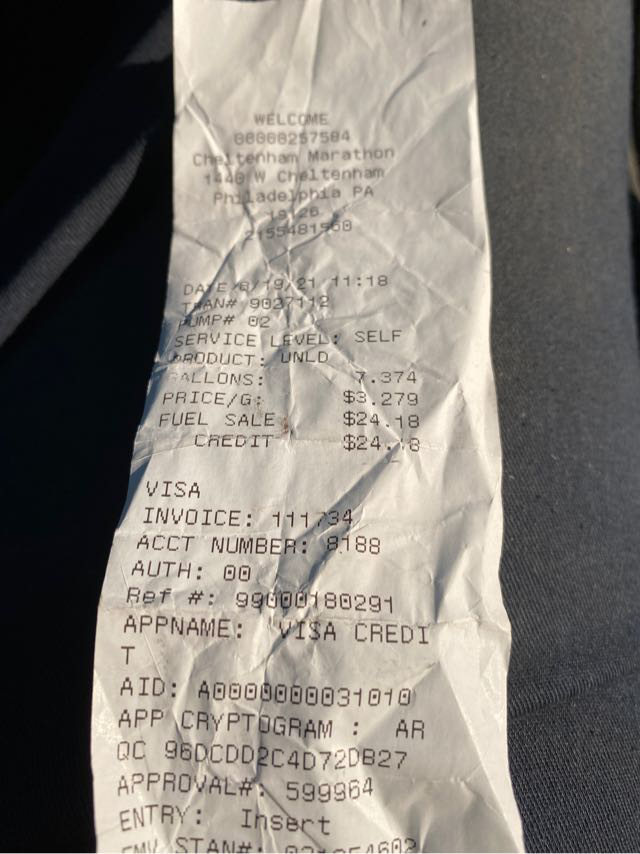 WELCOME
00000257584
Cheltenham Marathon
1440 W Cheltenham
Philadelphia PA
19126
DATE 8/19/21 11:18
TRAN# 9027112
PUMP# 02
SERVICE LEVEL: SELF
PRODUCT: UNLD
GALLONS: 7.374
PRICE/G: $3.279
FUEL SALE $24.18
CREDIT $24.18
VISA
INVOICE: 111734
ACCT NUMBER: 8188
AUTH: 00
Ref #: 99000180291
APPNAME: VISA CREDI
T
AID: A0000000031010
APP CRYPTOGRAM : AR
QC 96DCDD2C4D72DB27
APPROVAL#: 599964
ENTRY: Insert
EMV STAN#: